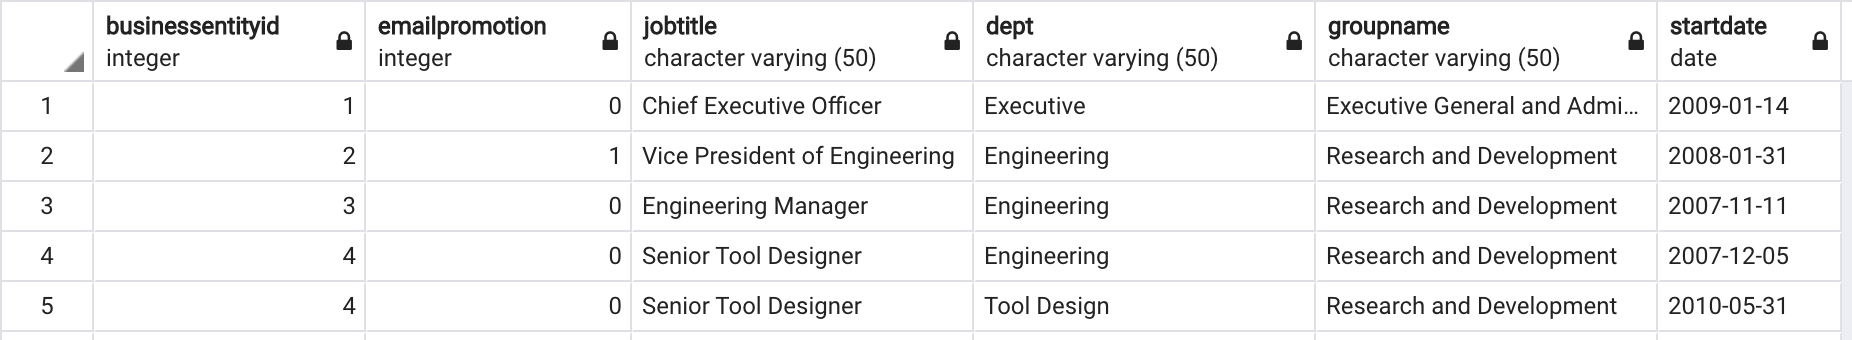 businessentityid emailpromotion jobtitle dept groupname startdate
integer integer character varying (50) character varying (50) character varying (50) date
1 1 0 Chief Executive Officer Executive Executive General and Admi... 2009-01-14
2 2 1 Vice President of Engineering Engineering Research and Development 2008-01-31
3 3 0 Engineering Manager Engineering Research and Development 2007-11-11
4 4 0 Senior Tool Designer Engineering Research and Development 2007-12-05
5 4 0 Senior Tool Designer Tool Design Research and Development 2010-05-31